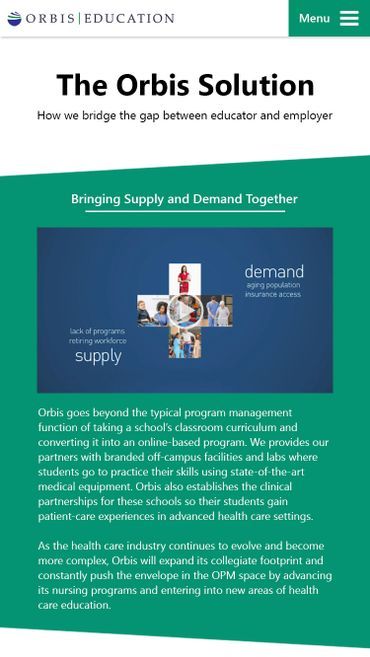 ORBIS|EDUCATION
Menu
The Orbis Solution
How we bridge the gap between educator and employer
Bringing Supply and Demand Together
demand
aging population
insurance access
lack of programs
retiring workforce
supply
Orbis goes beyond the typical program management
function of taking a school's classroom curriculum and
converting it into an online-based program. We provides our
partners with branded off-campus facilities and labs where
students go to practice their skills using state-of-the-art
medical equipment. Orbis also establishes the clinical
partnerships for these schools so their students gain
patient-care experiences in advanced health care settings.
As the health care industry continues to evolve and become
more complex, Orbis will expand its collegiate footprint and
constantly push the envelope in the OPM space by advancing
its nursing programs and entering into new areas of health
care education.